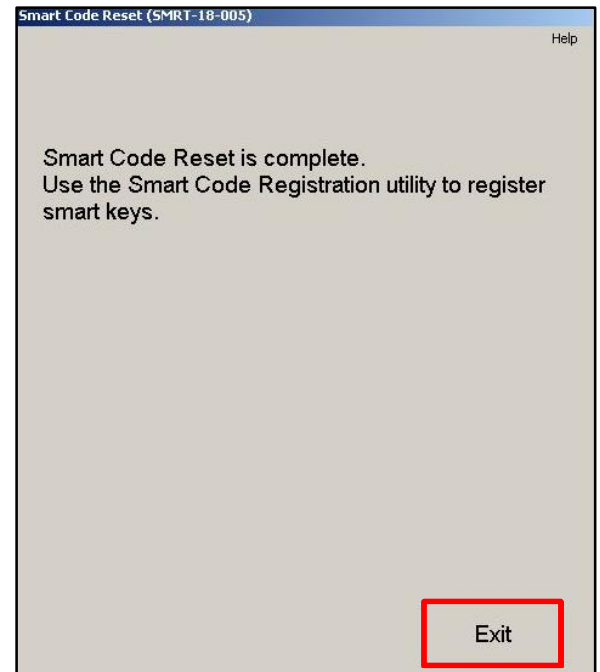 Smart Code Reset (SMRT-18-005)
Help
Smart Code Reset is complete.
Use the Smart Code Registration utility to register
smart keys.
Exit